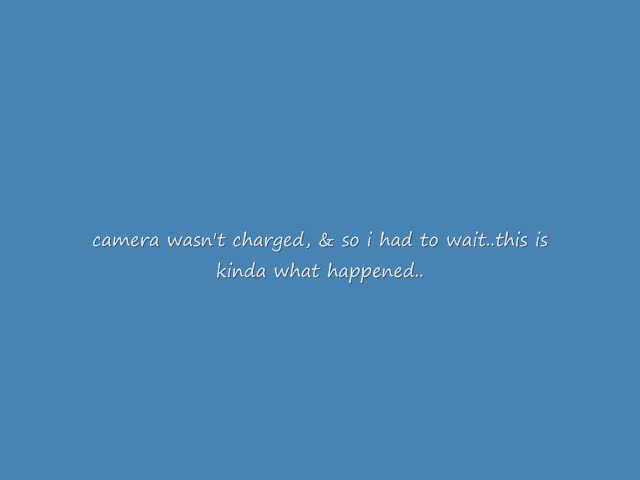 camera wasn't charged, & so i had to wait..this is
kinda what happened..